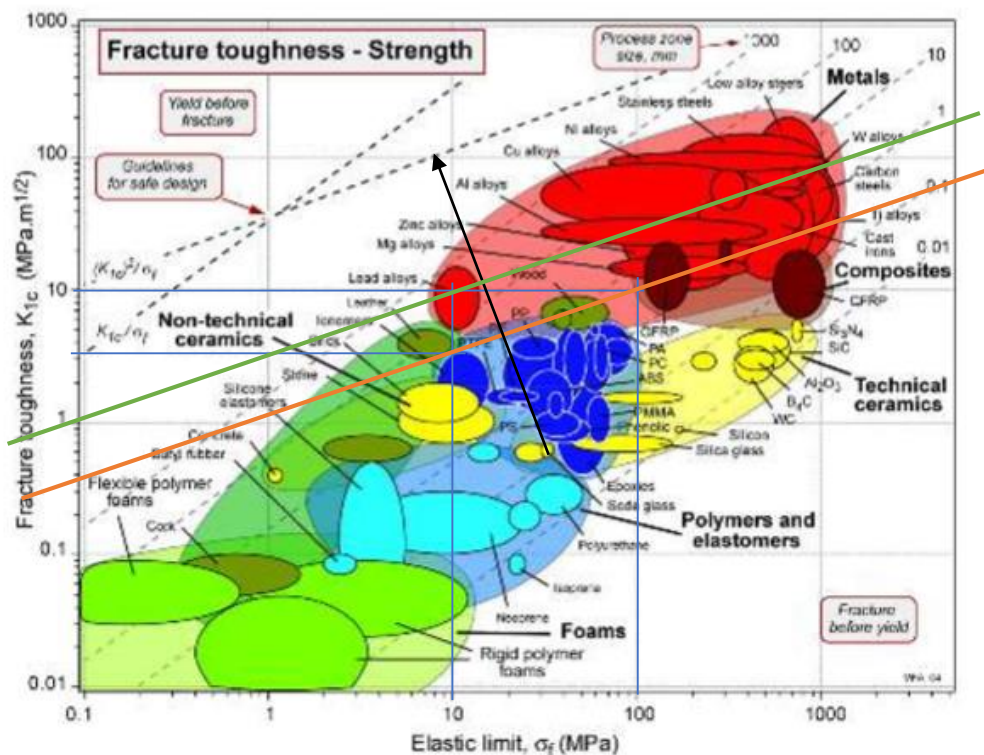 Fracture toughness - Strength
Process zone
size, mm
1000
100
10
1
0.1
0.01
Yield before
fracture
Guidelines
for safe design
Low alloy steels
Stainless steels
Metals
Ni alloys
W alloys
Cu alloys
Carbon
steels
Al alloys
Ti alloys
Zinc alloys
Cast
irons
Mg alloys
Composites
CFRP
Lead alloys
Wood
Leather
Ionomers
Non-technical
ceramics
PP
GFRP
PA
PC
ABS
Si3N4
SiC
Al2O3
Technical
ceramics
B4C
WC
Stone
Silicone
elastomers
PS
PMMA
Phenolic
Silicon
Silica glass
Concrete
Butyl rubber
Flexible polymer
foams
Epoxies
Soda glass
Polymers and
elastomers
Polyurethane
Cork
Isoprene
Neoprene
Foams
Rigid polymer
foams
Fracture
before yield
(K1c)2/σf
K1c/σf
1000
100
10
1
0.1
0.01
Fracture toughness, K1c (MPa.m1/2)
0.1
1
10
100
1000
Elastic limit, σf (MPa)